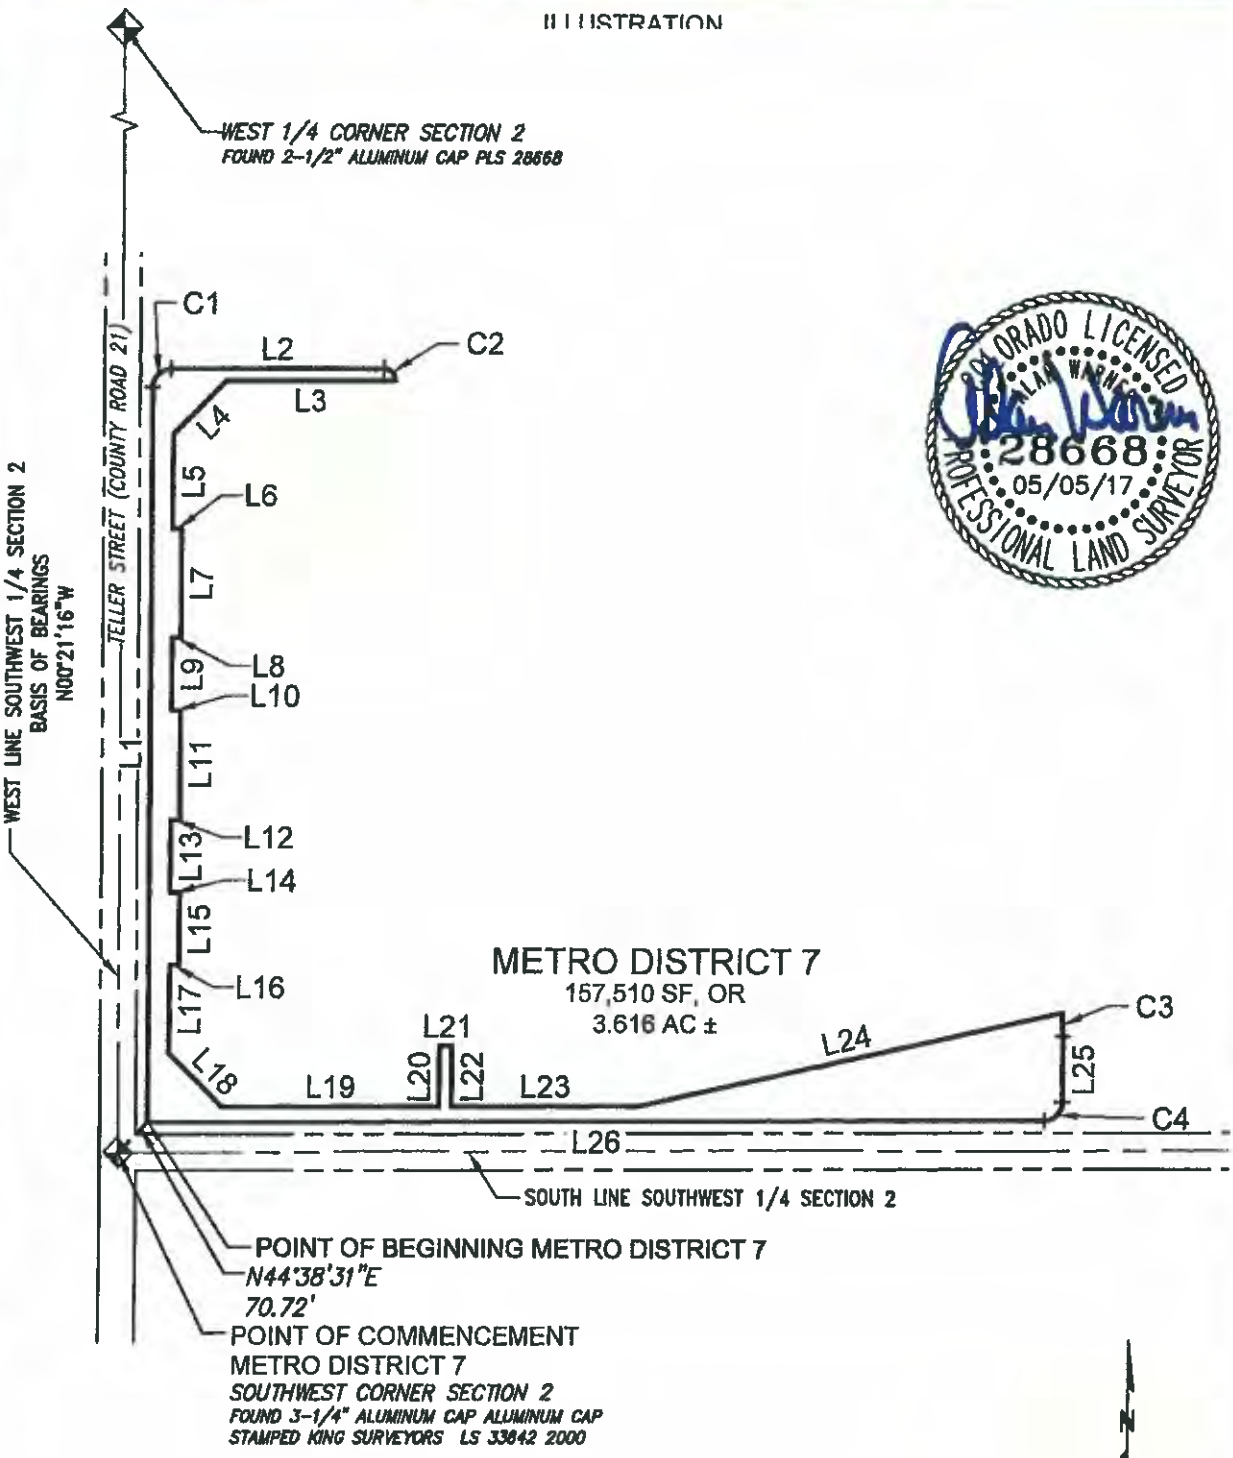 ILLUSTRATION
WEST 1/4 CORNER SECTION 2
FOUND 2-1/2" ALUMINUM CAP PLS 28668
C1
L2
C2
L3
L4
L5
L6
L7
L8
L9
L10
L11
L12
L13
L14
L15
L16
L17
L18
L19
L20
L21
L22
L23
L24
L25
L26
C3
C4
L1
TELLER STREET (COUNTY ROAD 21)
WEST LINE SOUTHWEST 1/4 SECTION 2
BASIS OF BEARINGS
N00°21'16"W
COLORADO LICENSED
ALAN WARNER
28668
05/05/17
PROFESSIONAL LAND SURVEYOR
METRO DISTRICT 7
157,510 SF, OR
3.616 AC ±
SOUTH LINE SOUTHWEST 1/4 SECTION 2
POINT OF BEGINNING METRO DISTRICT 7
N44°38'31"E
70.72'
POINT OF COMMENCEMENT
METRO DISTRICT 7
SOUTHWEST CORNER SECTION 2
FOUND 3-1/4" ALUMINUM CAP ALUMINUM CAP
STAMPED KING SURVEYORS LS 33642 2000
N